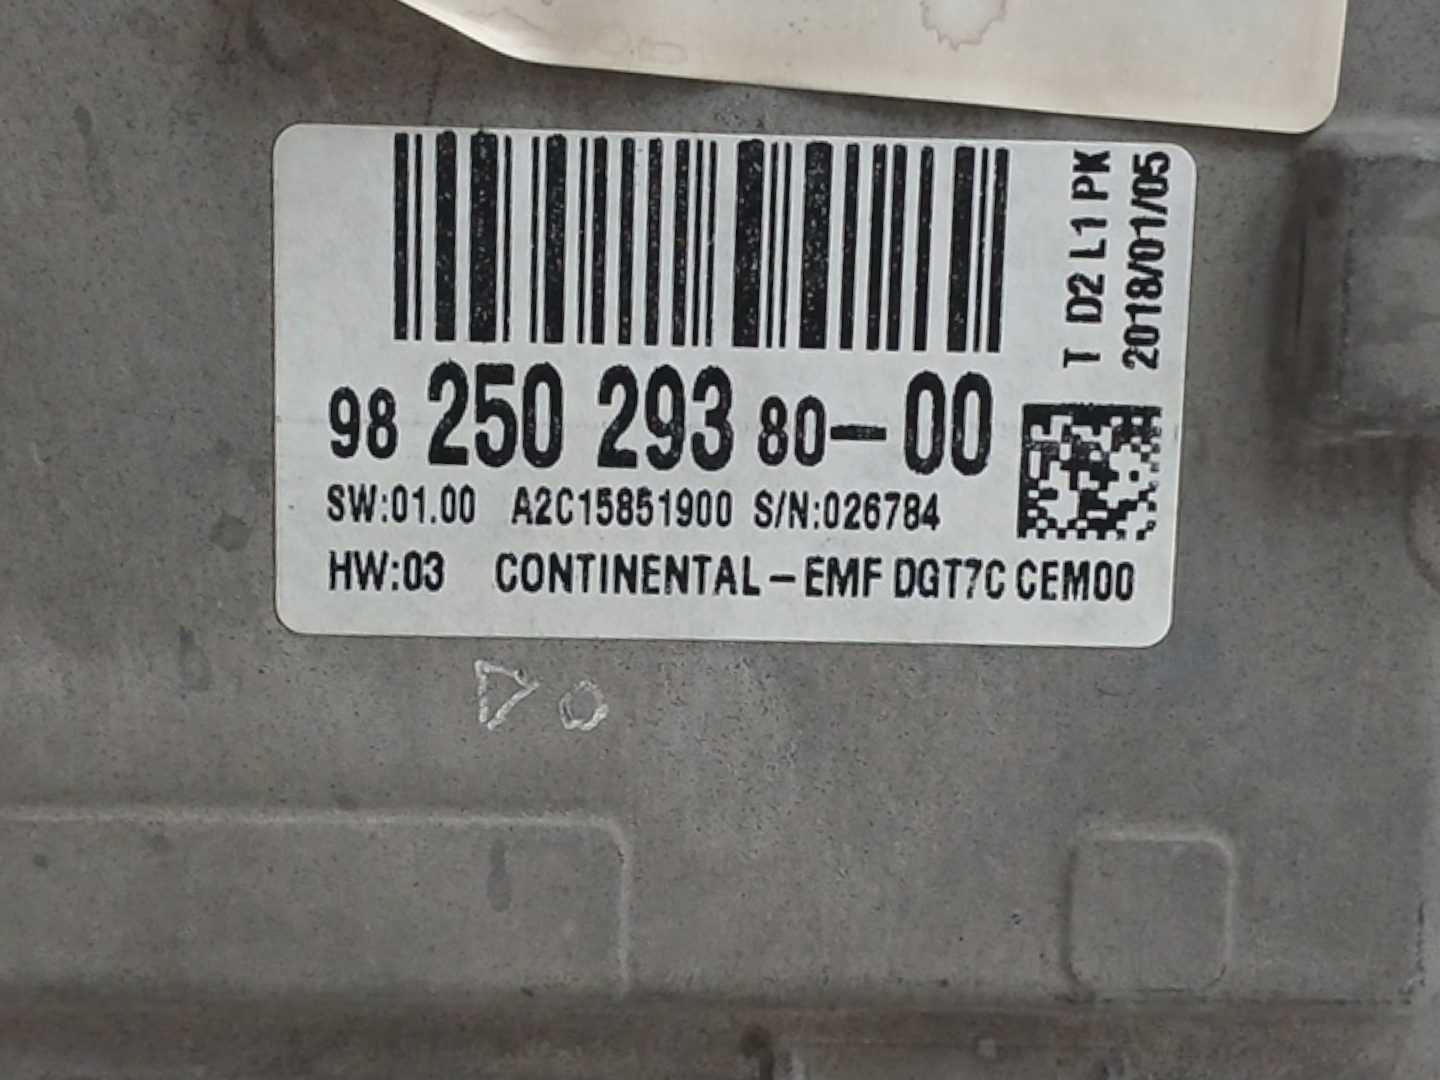 T D2 L1 PK
2018/01/05
98 250 293 80-00
SW:01.00 A2C15851900 S/N:026784
HW:03 CONTINENTAL-EMF DGT7C CEM00
DO